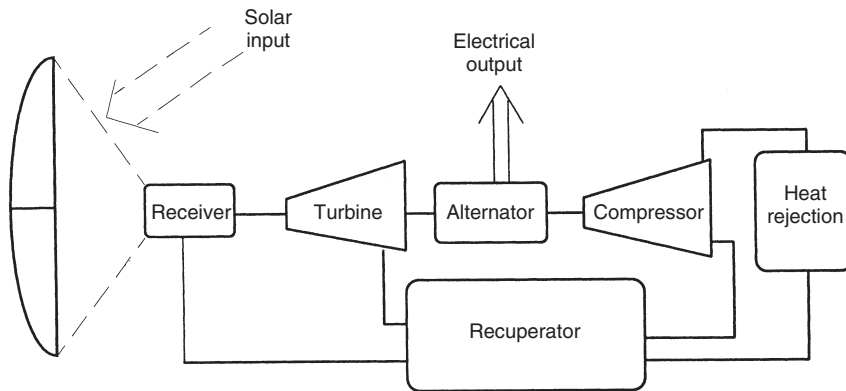 Solar
input
Electrical
output
Receiver
Turbine
Alternator
Compressor
Heat
rejection
Recuperator